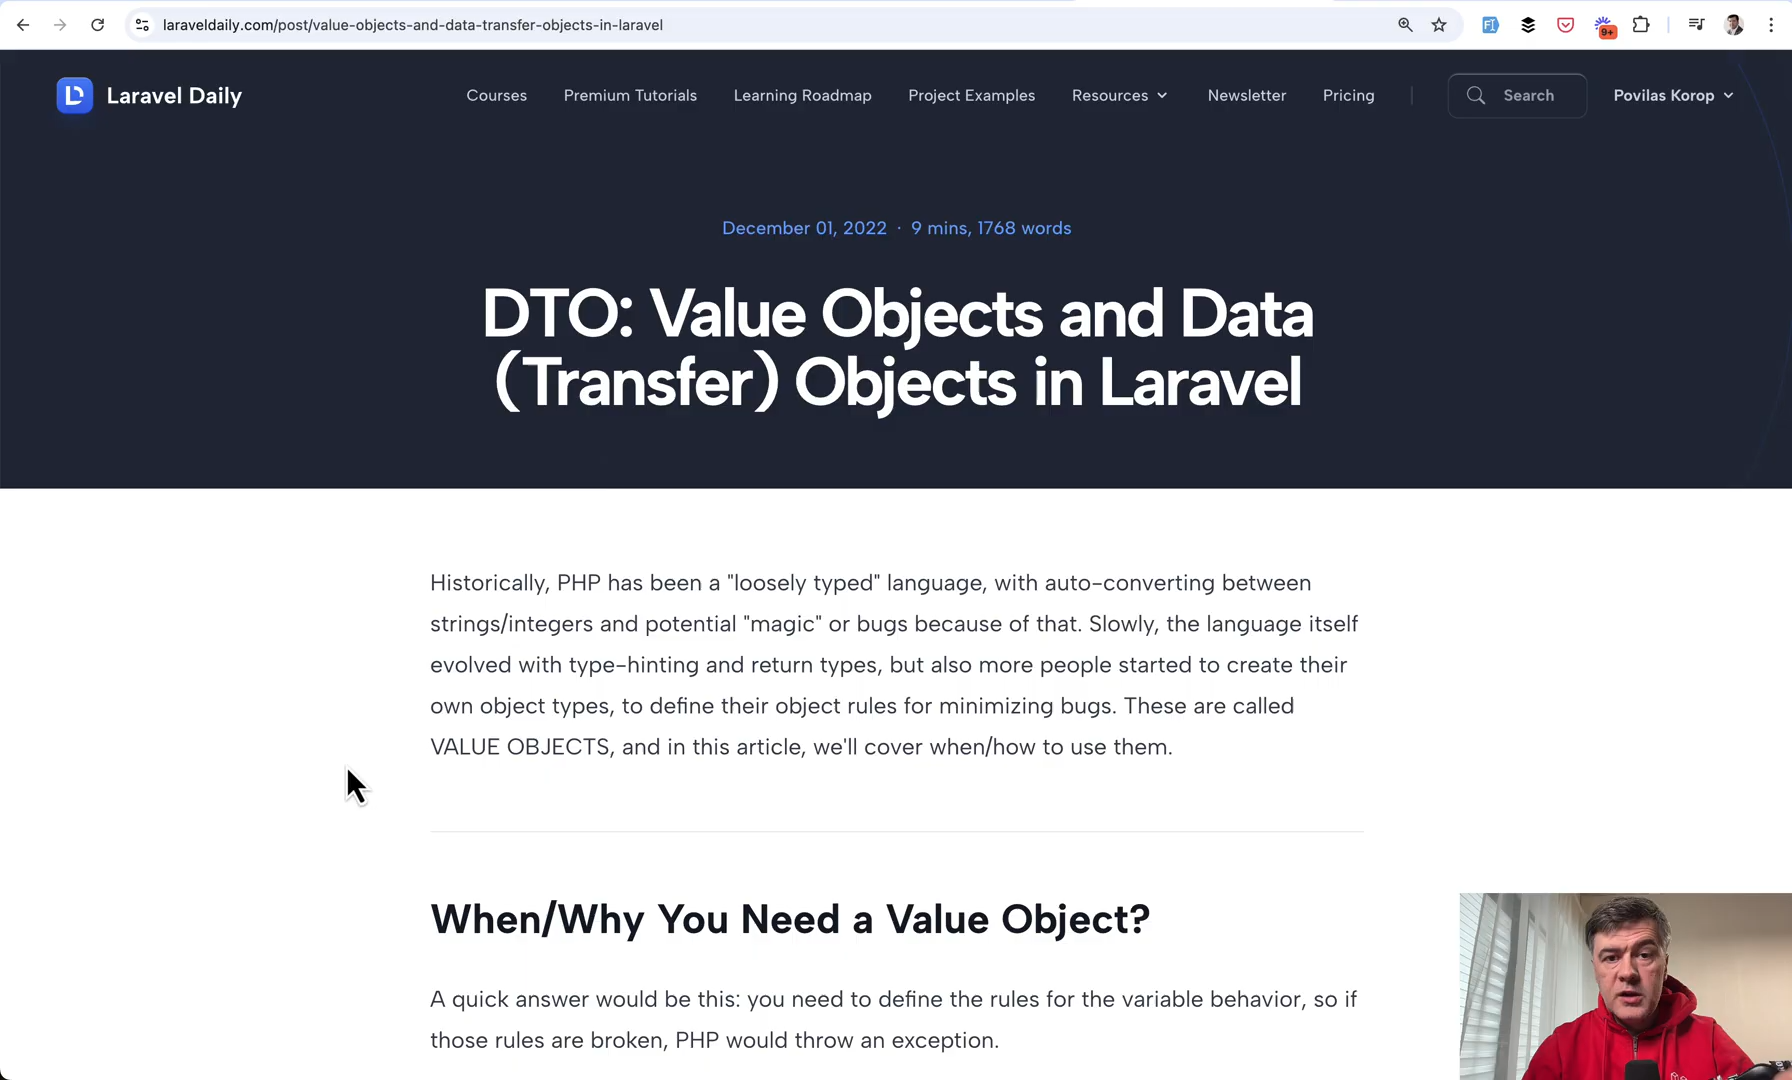 laraveldaily.com/post/value-objects-and-data-transfer-objects-in-laravel
9+
Laravel Daily
Courses
Premium Tutorials
Learning Roadmap
Project Examples
Resources
Newsletter
Pricing
Search
Povilas Korop
December 01, 2022 · 9 mins, 1768 words
DTO: Value Objects and Data
(Transfer) Objects in Laravel
Historically, PHP has been a "loosely typed" language, with auto-converting between
strings/integers and potential "magic" or bugs because of that. Slowly, the language itself
evolved with type-hinting and return types, but also more people started to create their
own object types, to define their object rules for minimizing bugs. These are called
VALUE OBJECTS, and in this article, we'll cover when/how to use them.
When/Why You Need a Value Object?
A quick answer would be this: you need to define the rules for the variable behavior, so if
those rules are broken, PHP would throw an exception.